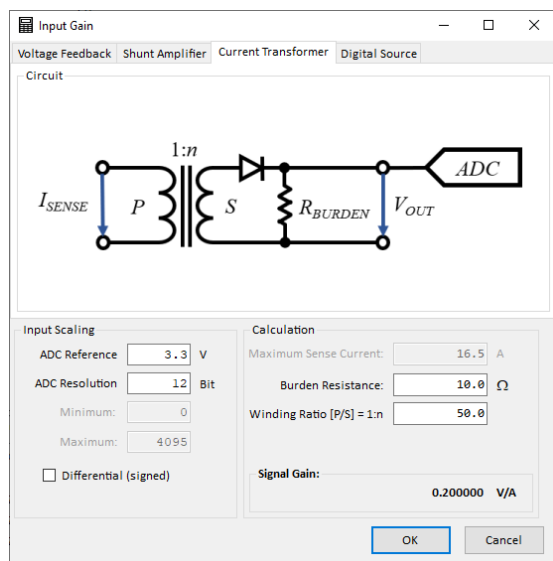 Input Gain
Voltage Feedback Shunt Amplifier Current Transformer Digital Source
Circuit
1:n
ADC
I_SENSE P S R_BURDEN V_OUT
Input Scaling
ADC Reference 3.3 V
ADC Resolution 12 Bit
Minimum: 0
Maximum: 4095
Differential (signed)
Calculation
Maximum Sense Current: 16.5 A
Burden Resistance: 10.0 Ω
Winding Ratio [P/S] = 1:n 50.0
Signal Gain:
0.200000 V/A
OK Cancel